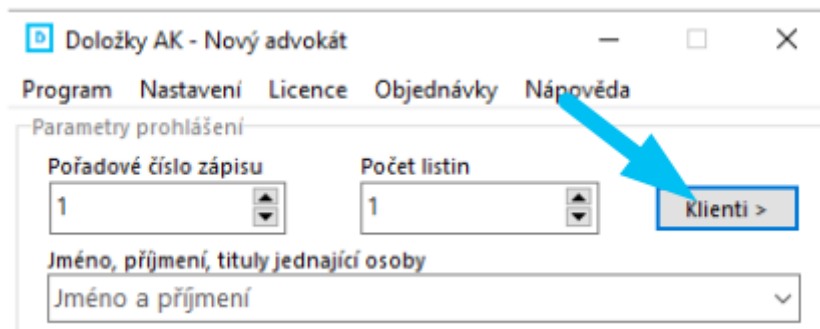 D Doložky AK - Nový advokát
Program Nastavení Licence Objednávky Nápověda
Parametry prohlášení
Pořadové číslo zápisu Počet listin
1 1 Klienti >
Jméno, příjmení, tituly jednající osoby
Jméno a příjmení